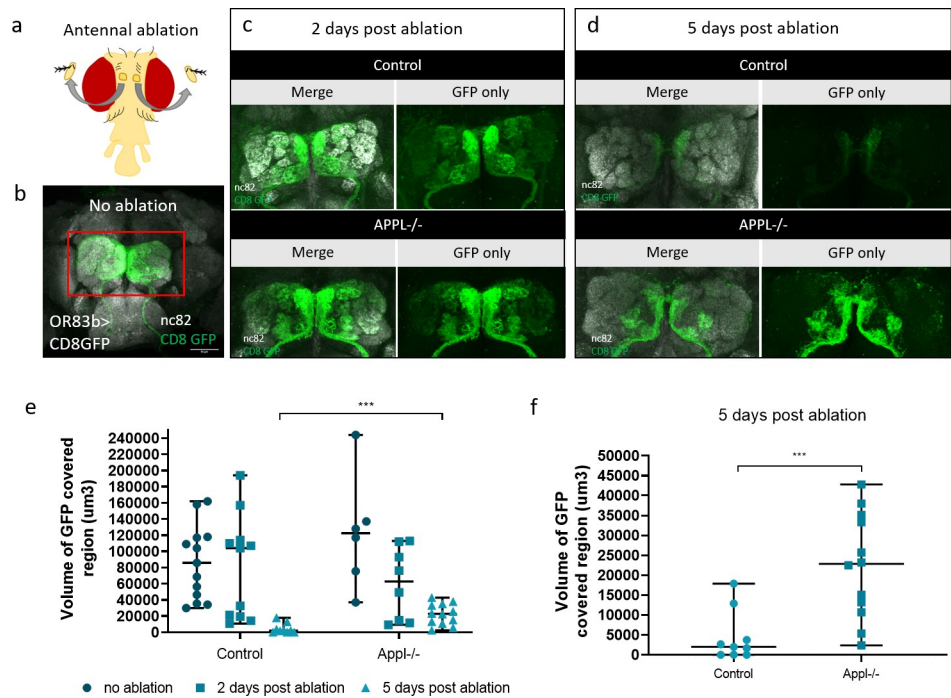 a
Antennal ablation
b
No ablation
OR83b>
CD8GFP
nc82
CD8 GFP
c
2 days post ablation
Control
Merge
GFP only
nc82
CD8 GFP
APPL-/-
Merge
GFP only
nc82
CD8 GFP
d
5 days post ablation
Control
Merge
GFP only
nc82
CD8 GFP
APPL-/-
Merge
GFP only
nc82
CD8 GFP
e
***
Volume of GFP covered
region (um3)
240000
220000
200000
180000
160000
140000
120000
100000
80000
60000
40000
20000
0
Control
Appl-/-
no ablation
2 days post ablation
5 days post ablation
f
5 days post ablation
***
Volume of GFP
covered region (um3)
50000
45000
40000
35000
30000
25000
20000
15000
10000
5000
0
Control
Appl-/-